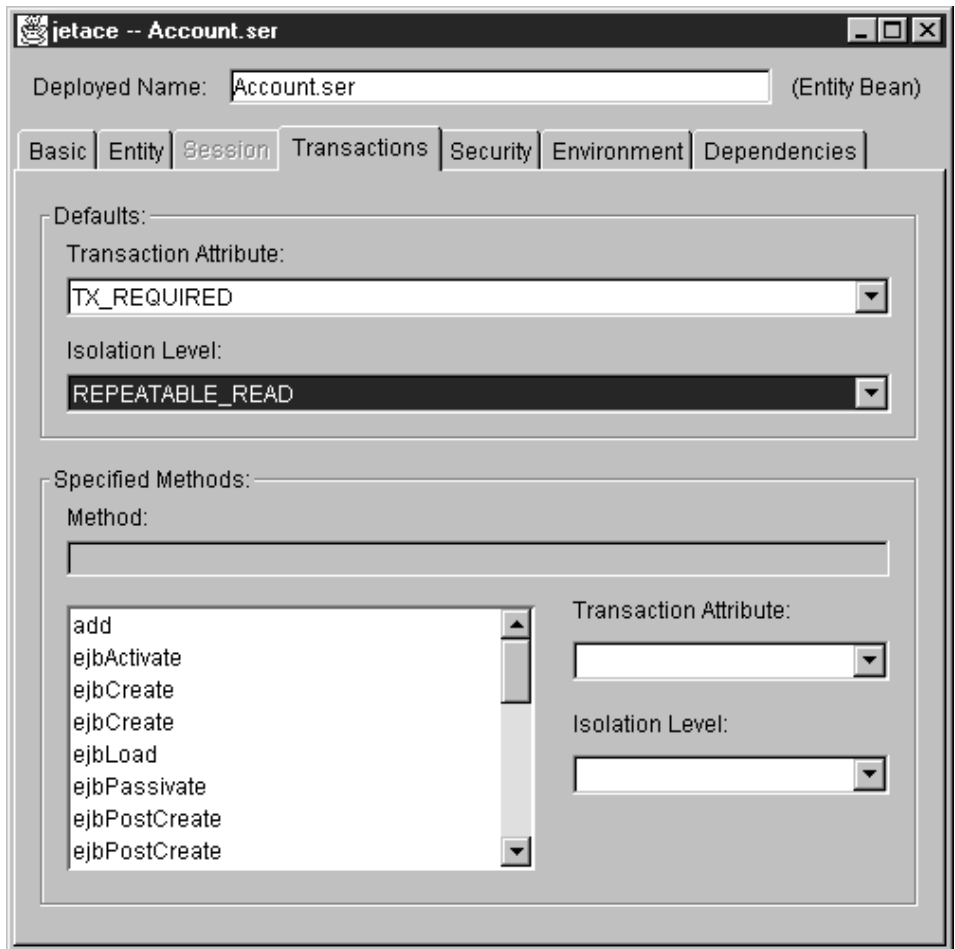 jetace -- Account.ser
Deployed Name: Account.ser (Entity Bean)
Basic Entity Session Transactions Security Environment Dependencies
Defaults:
Transaction Attribute:
TX_REQUIRED
Isolation Level:
REPEATABLE_READ
Specified Methods:
Method:
add
ejbActivate
ejbCreate
ejbCreate
ejbLoad
ejbPassivate
ejbPostCreate
ejbPostCreate
Transaction Attribute:
Isolation Level: